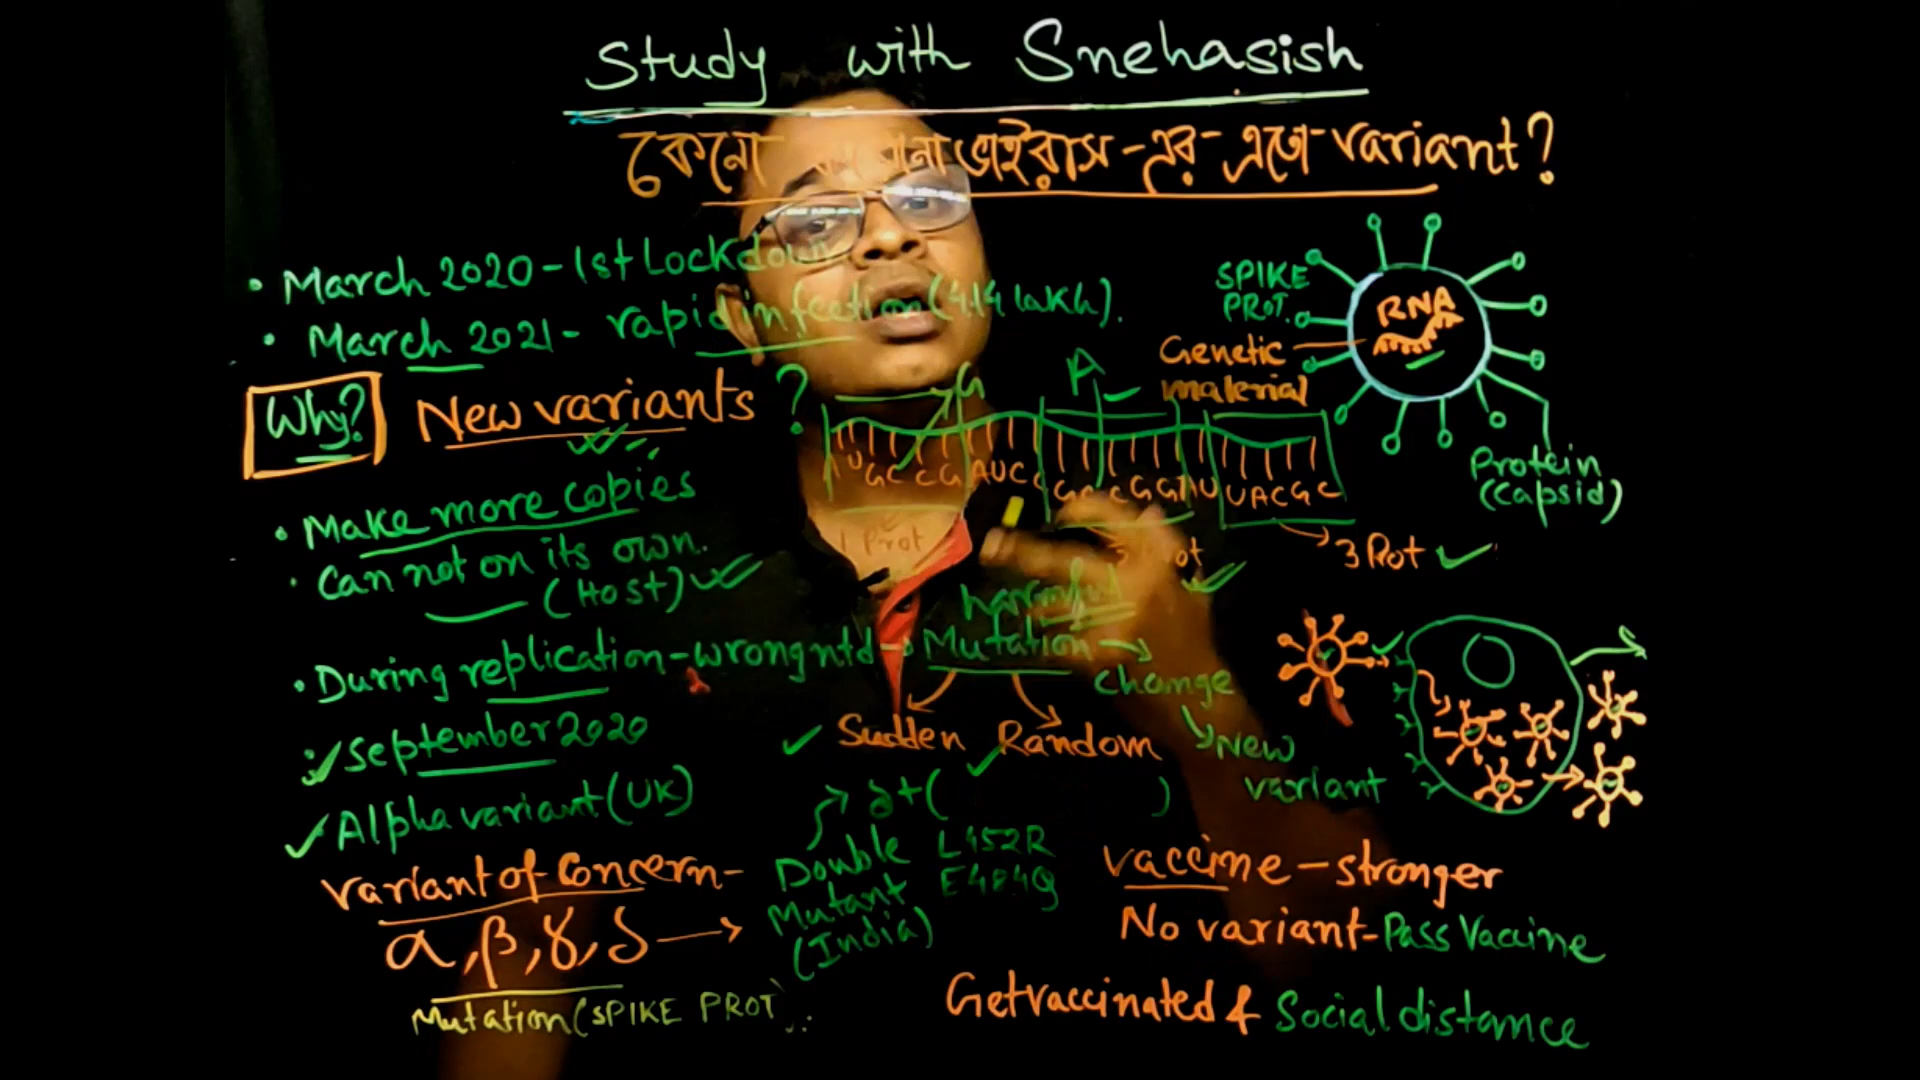 Study with Snehasish
কেনো ভাইরাস-এর এতো variant?
• March 2020 - 1st Lockdown
• March 2021 - rapid infection (4.14 lakh).
Why? New variants ?
• Make more copies
• Can not on its own.
(Host)
• During replication - wrong ntd → Mutation → change
harmful
Sudden Random
New variant
• September 2020
Alpha variant (UK)
Variant of Concern -
α, β, γ, δ →
Mutation (SPIKE PROT)
Double Mutant (India)
L452R
E484Q
δ+ ( )
G
A
UGCCGAUC
UACGC
1 Prot
3 Prot
SPIKE PROT.
RNA
Genetic material
Protein (Capsid)
Vaccine - stronger
No variant - Pass Vaccine
Get vaccinated & Social distance